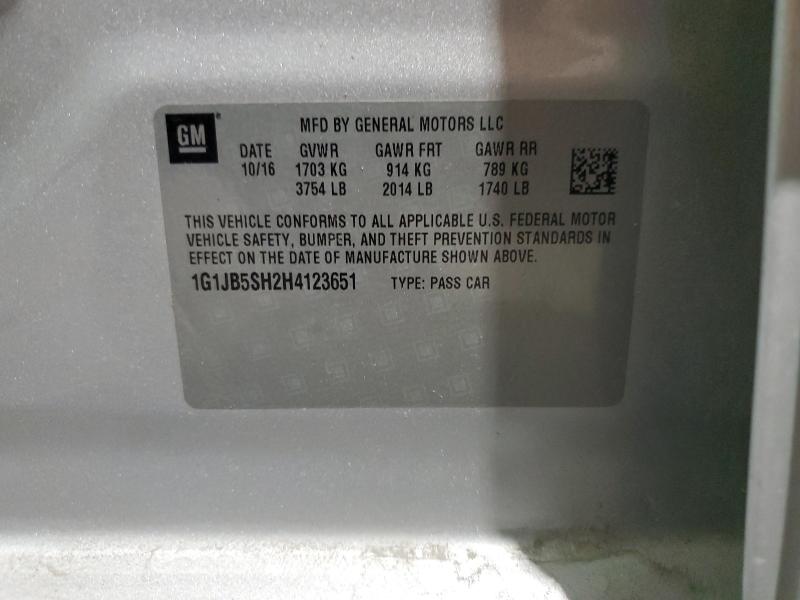 GM MFD BY GENERAL MOTORS LLC
DATE GVWR GAWR FRT GAWR RR
10/16 1703 KG 914 KG 789 KG
3754 LB 2014 LB 1740 LB
THIS VEHICLE CONFORMS TO ALL APPLICABLE U.S. FEDERAL MOTOR
VEHICLE SAFETY, BUMPER, AND THEFT PREVENTION STANDARDS IN
EFFECT ON THE DATE OF MANUFACTURE SHOWN ABOVE.
1G1JB5SH2H4123651 TYPE: PASS CAR